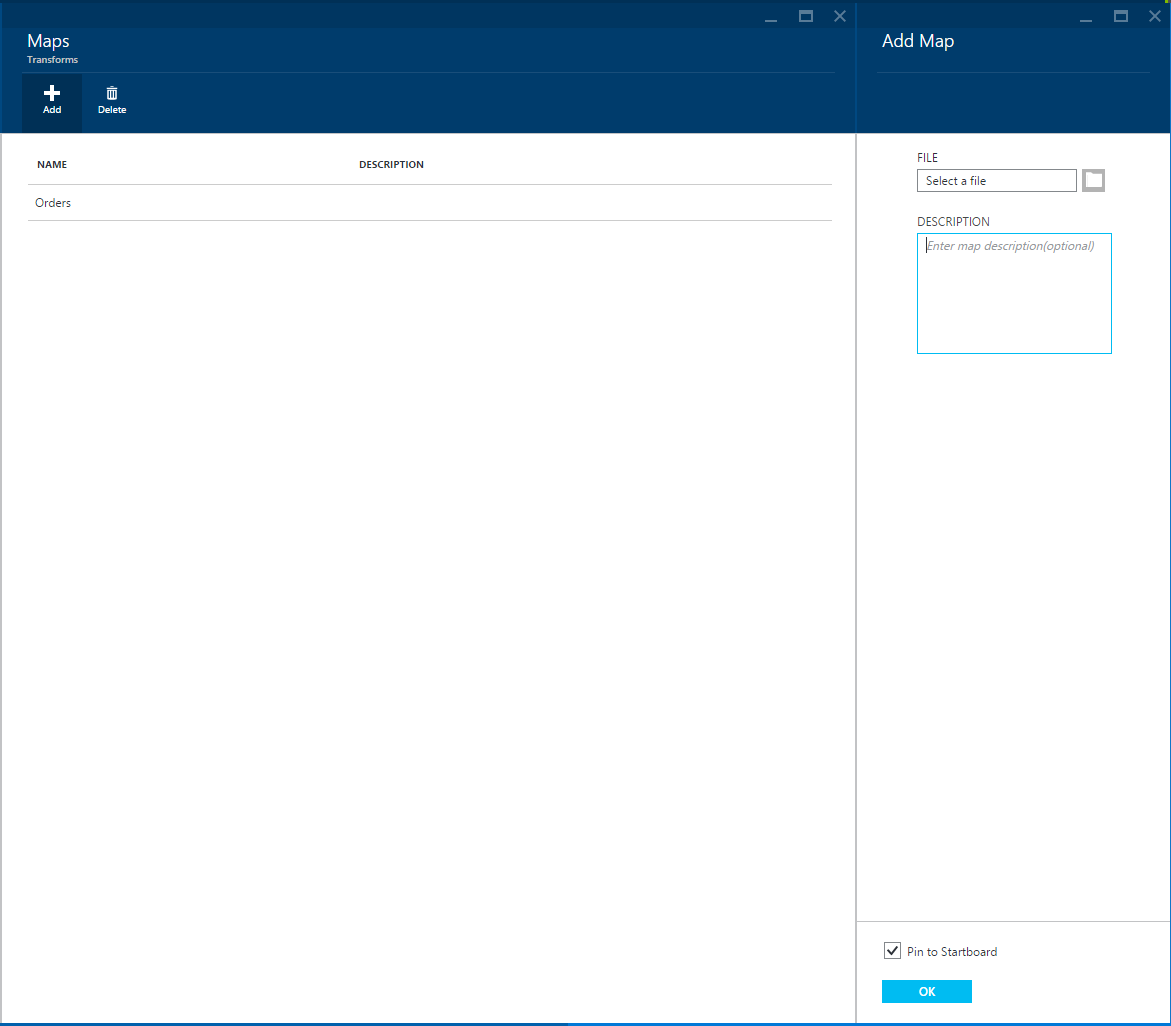 Maps
Transforms
Add
Delete
NAME DESCRIPTION
Orders
Add Map
FILE
Select a file
DESCRIPTION
Enter map description(optional)
Pin to Startboard
OK